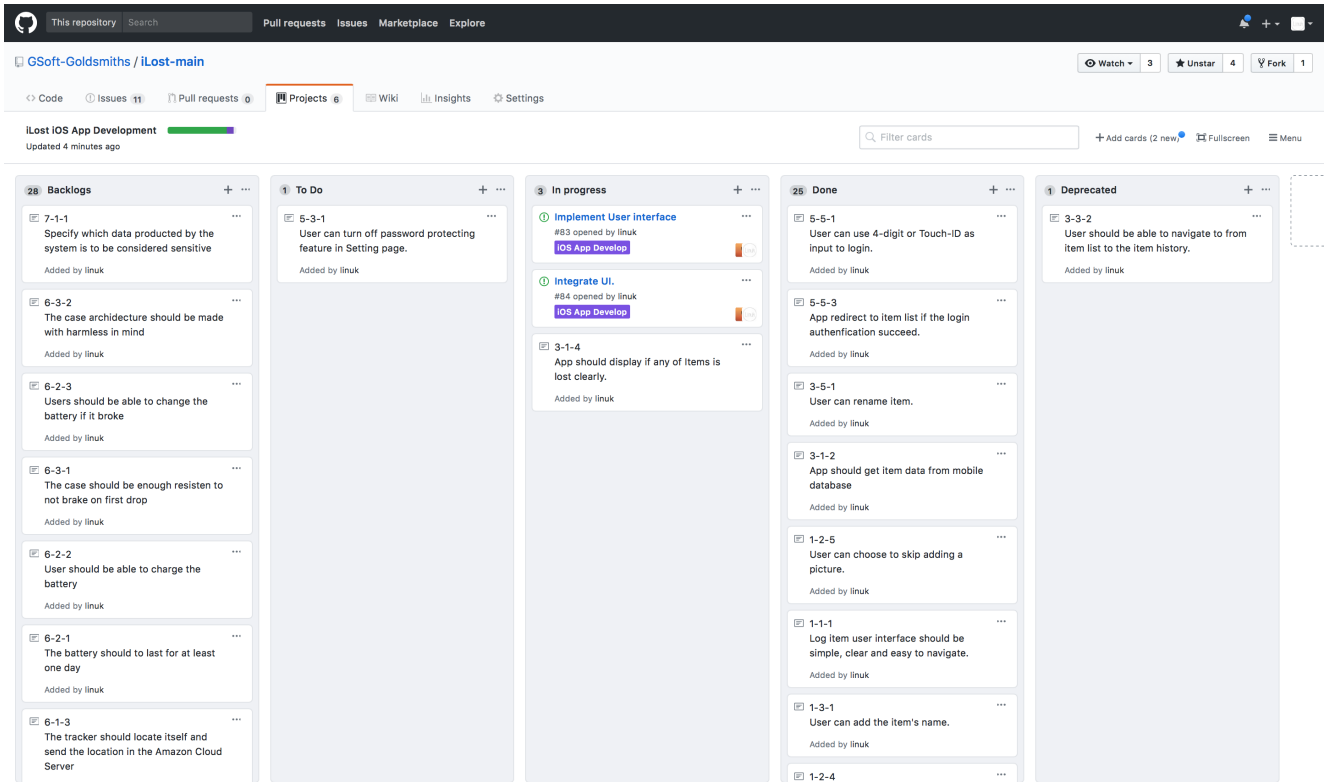 This repository Search Pull requests Issues Marketplace Explore
GSoft-Goldsmiths / iLost-main
Watch 3 Unstar 4 Fork 1
Code Issues 11 Pull requests 0 Projects 6 Wiki Insights Settings
iLost iOS App Development
Updated 4 minutes ago
Filter cards
Add cards (2 new) Fullscreen Menu
28 Backlogs
7-1-1
Specify which data producted by the
system is to be considered sensitive
Added by linuk
6-3-2
The case archidecture should be made
with harmless in mind
Added by linuk
6-2-3
Users should be able to change the
battery if it broke
Added by linuk
6-3-1
The case should be enough resisten to
not brake on first drop
Added by linuk
6-2-2
User should be able to charge the
battery
Added by linuk
6-2-1
The battery should to last for at least
one day
Added by linuk
6-1-3
The tracker should locate itself and
send the location in the Amazon Cloud
Server
1 To Do
5-3-1
User can turn off password protecting
feature in Setting page.
Added by linuk
3 In progress
Implement User interface
#83 opened by linuk
iOS App Develop
Integrate UI.
#84 opened by linuk
iOS App Develop
3-1-4
App should display if any of Items is
lost clearly.
Added by linuk
25 Done
5-5-1
User can use 4-digit or Touch-ID as
input to login.
Added by linuk
5-5-3
App redirect to item list if the login
authenfication succeed.
Added by linuk
3-5-1
User can rename item.
Added by linuk
3-1-2
App should get item data from mobile
database
Added by linuk
1-2-5
User can choose to skip adding a
picture.
Added by linuk
1-1-1
Log item user interface should be
simple, clear and easy to navigate.
Added by linuk
1-3-1
User can add the item's name.
Added by linuk
1-2-4
1 Deprecated
3-3-2
User should be able to navigate to from
item list to the item history.
Added by linuk